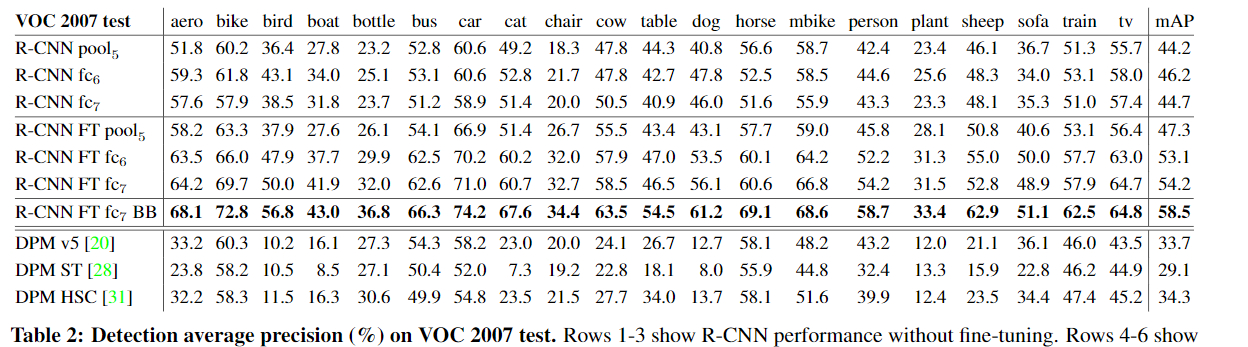 VOC 2007 test aero bike bird boat bottle bus car cat chair cow table dog horse mbike person plant sheep sofa train tv mAP
R-CNN pool5 51.8 60.2 36.4 27.8 23.2 52.8 60.6 49.2 18.3 47.8 44.3 40.8 56.6 58.7 42.4 23.4 46.1 36.7 51.3 55.7 44.2
R-CNN fc6 59.3 61.8 43.1 34.0 25.1 53.1 60.6 52.8 21.7 47.8 42.7 47.8 52.5 58.5 44.6 25.6 48.3 34.0 53.1 58.0 46.2
R-CNN fc7 57.6 57.9 38.5 31.8 23.7 51.2 58.9 51.4 20.0 50.5 40.9 46.0 51.6 55.9 43.3 23.3 48.1 35.3 51.0 57.4 44.7
R-CNN FT pool5 58.2 63.3 37.9 27.6 26.1 54.1 66.9 51.4 26.7 55.5 43.4 43.1 57.7 59.0 45.8 28.1 50.8 40.6 53.1 56.4 47.3
R-CNN FT fc6 63.5 66.0 47.9 37.7 29.9 62.5 70.2 60.2 32.0 57.9 47.0 53.5 60.1 64.2 52.2 31.3 55.0 50.0 57.7 63.0 53.1
R-CNN FT fc7 64.2 69.7 50.0 41.9 32.0 62.6 71.0 60.7 32.7 58.5 46.5 56.1 60.6 66.8 54.2 31.5 52.8 48.9 57.9 64.7 54.2
R-CNN FT fc7 BB 68.1 72.8 56.8 43.0 36.8 66.3 74.2 67.6 34.4 63.5 54.5 61.2 69.1 68.6 58.7 33.4 62.9 51.1 62.5 64.8 58.5
DPM v5 [20] 33.2 60.3 10.2 16.1 27.3 54.3 58.2 23.0 20.0 24.1 26.7 12.7 58.1 48.2 43.2 12.0 21.1 36.1 46.0 43.5 33.7
DPM ST [28] 23.8 58.2 10.5 8.5 27.1 50.4 52.0 7.3 19.2 22.8 18.1 8.0 55.9 44.8 32.4 13.3 15.9 22.8 46.2 44.9 29.1
DPM HSC [31] 32.2 58.3 11.5 16.3 30.6 49.9 54.8 23.5 21.5 27.7 34.0 13.7 58.1 51.6 39.9 12.4 23.5 34.4 47.4 45.2 34.3
Table 2: Detection average precision (%) on VOC 2007 test. Rows 1-3 show R-CNN performance without fine-tuning. Rows 4-6 show